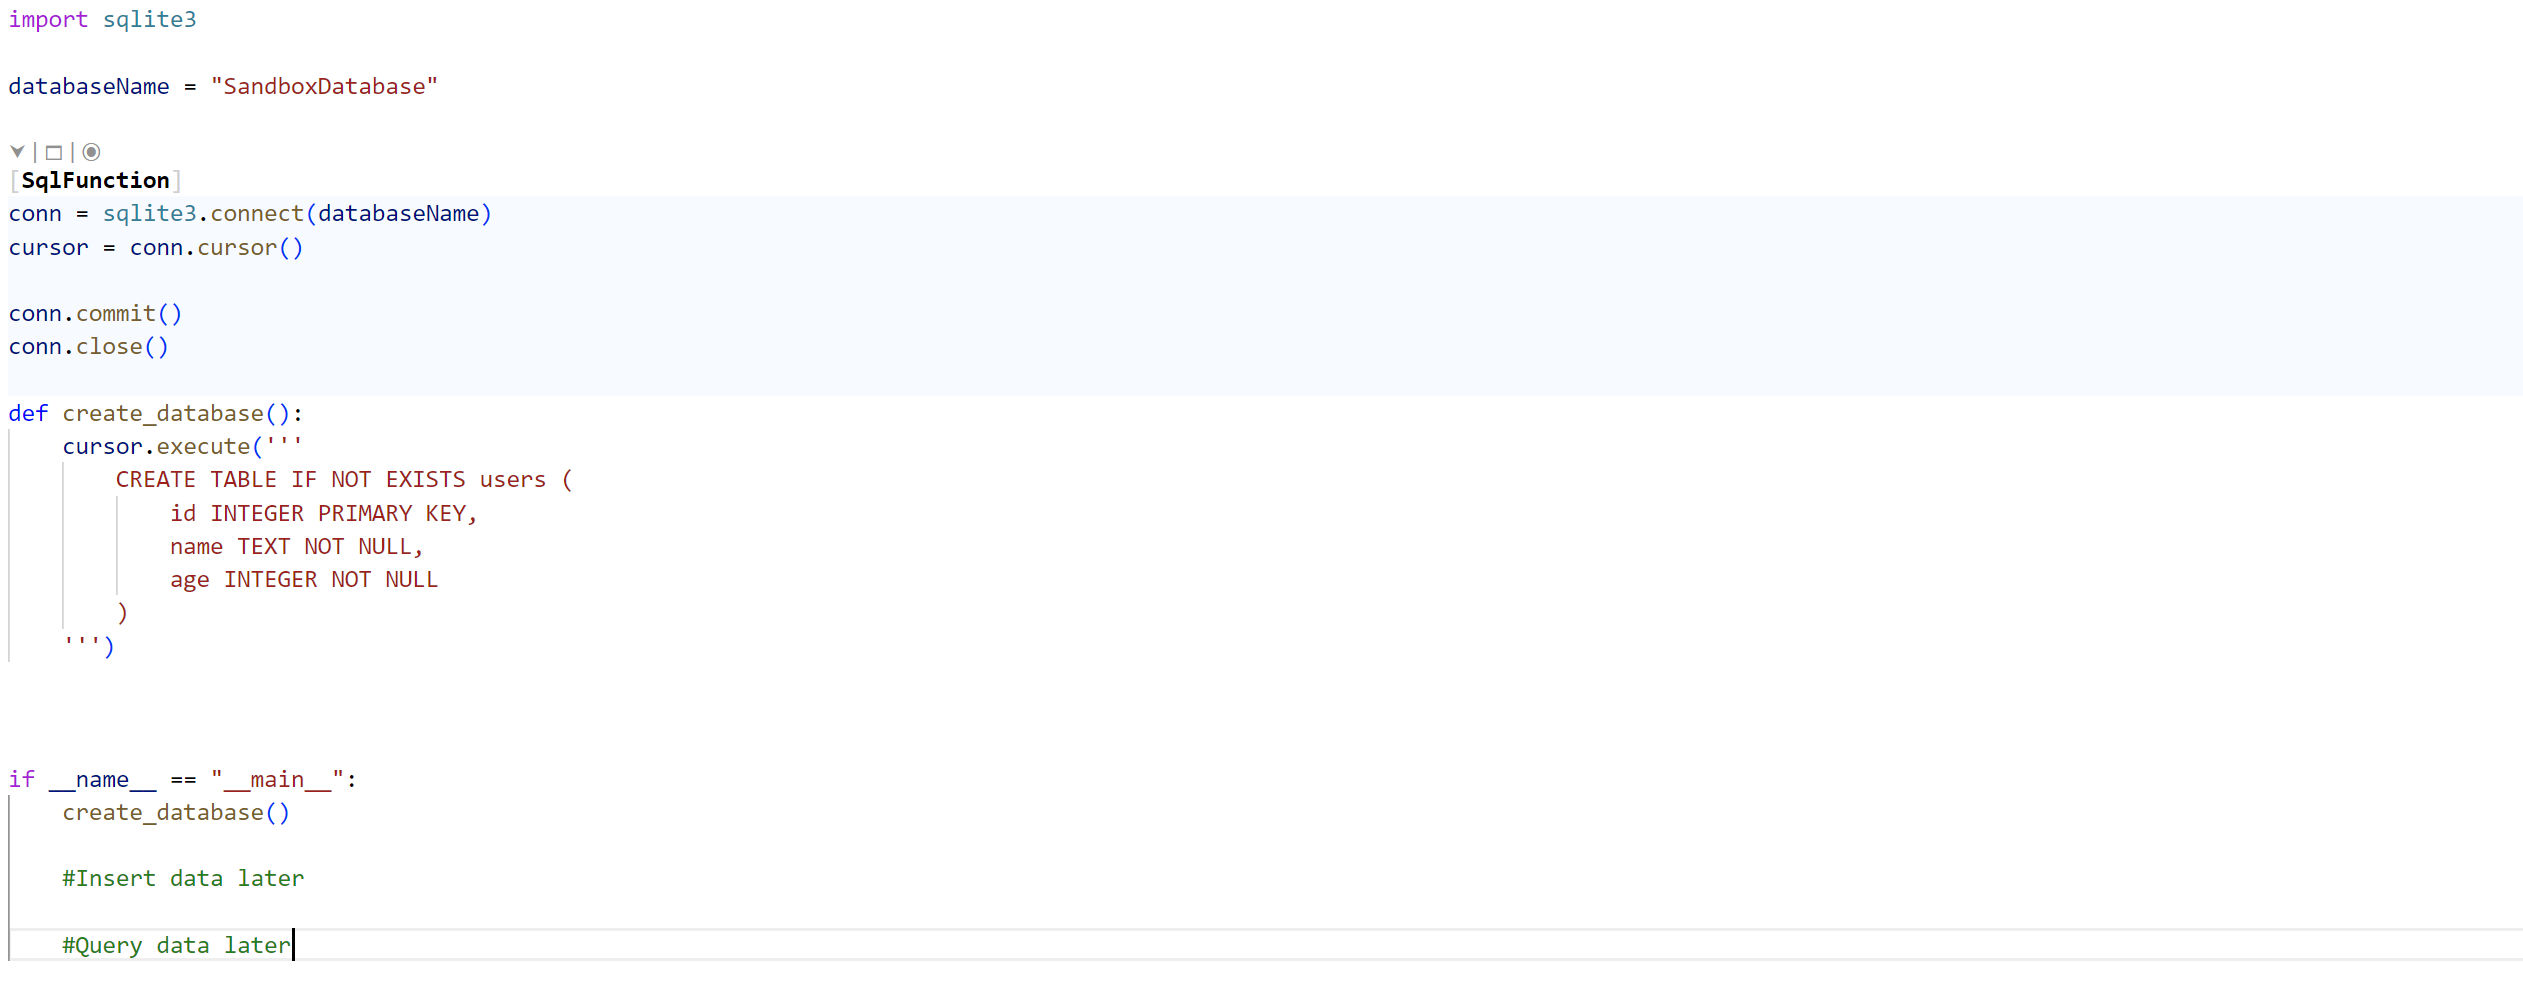 import sqlite3
databaseName = "SandboxDatabase"
[SqlFunction]
conn = sqlite3.connect(databaseName)
cursor = conn.cursor()
conn.commit()
conn.close()
def create_database():
    cursor.execute('''
        CREATE TABLE IF NOT EXISTS users (
            id INTEGER PRIMARY KEY,
            name TEXT NOT NULL,
            age INTEGER NOT NULL
        )
    ''')
if __name__ == "__main__":
    create_database()
    #Insert data later
    #Query data later